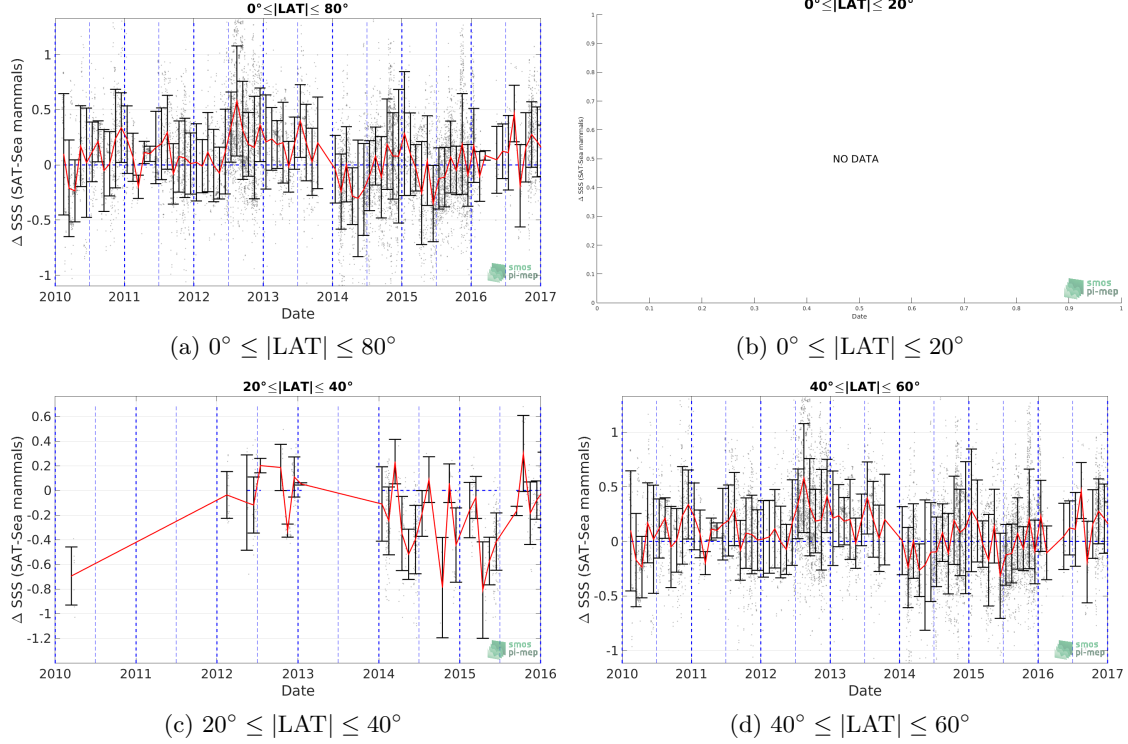 0°≤|LAT|≤ 80°
Δ SSS (SAT-Sea mammals)
1
0.5
0
-0.5
-1
2010 2011 2012 2013 2014 2015 2016 2017
Date
smos
pi-mep
(a) 0° ≤ |LAT| ≤ 80°
0°≤|LAT|≤ 20°
Δ SSS (SAT-Sea mammals)
1
0.9
0.8
0.7
0.6
0.5
0.4
0.3
0.2
0.1
0
NO DATA
0 0.1 0.2 0.3 0.4 0.5 0.6 0.7 0.8 0.9 1
Date
smos
pi-mep
(b) 0° ≤ |LAT| ≤ 20°
20°≤|LAT|≤ 40°
Δ SSS (SAT-Sea mammals)
0.6
0.4
0.2
0
-0.2
-0.4
-0.6
-0.8
-1
-1.2
2010 2011 2012 2013 2014 2015 2016
Date
smos
pi-mep
(c) 20° ≤ |LAT| ≤ 40°
40°≤|LAT|≤ 60°
Δ SSS (SAT-Sea mammals)
1
0.5
0
-0.5
-1
2010 2011 2012 2013 2014 2015 2016 2017
Date
smos
pi-mep
(d) 40° ≤ |LAT| ≤ 60°